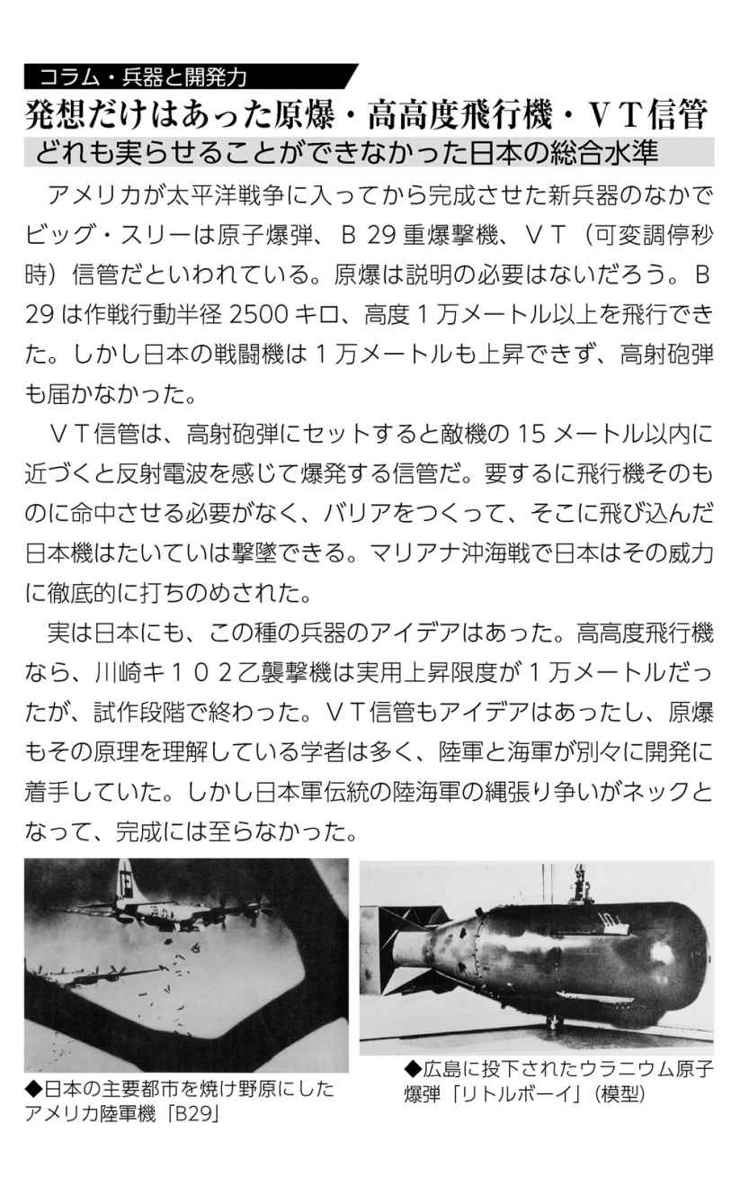 コラム・兵器と開発力
発想だけはあった原爆・高高度飛行機・ＶＴ信管
どれも実らせることができなかった日本の総合水準
アメリカが太平洋戦争に入ってから完成させた新兵器のなかで
ビッグ・スリーは原子爆弾、Ｂ29重爆撃機、ＶＴ（可変調停秒
時）信管だといわれている。原爆は説明の必要はないだろう。Ｂ
29は作戦行動半径2500キロ、高度１万メートル以上を飛行でき
た。しかし日本の戦闘機は１万メートルも上昇できず、高射砲弾
も届かなかった。
ＶＴ信管は、高射砲弾にセットすると敵機の15メートル以内に
近づくと反射電波を感じて爆発する信管だ。要するに飛行機そのも
のに命中させる必要がなく、バリアをつくって、そこに飛び込んだ
日本機はたいていは撃墜できる。マリアナ沖海戦で日本はその威力
に徹底的に打ちのめされた。
実は日本にも、この種の兵器のアイデアはあった。高高度飛行機
なら、川崎キ１０２乙襲撃機は実用上昇限度が１万メートルだっ
たが、試作段階で終わった。ＶＴ信管もアイデアはあったし、原爆
もその原理を理解している学者は多く、陸軍と海軍が別々に開発に
着手していた。しかし日本軍伝統の陸海軍の縄張り争いがネックと
なって、完成には至らなかった。
◆日本の主要都市を焼け野原にした
アメリカ陸軍機「B29」
◆広島に投下されたウラニウム原子
爆弾「リトルボーイ」（模型）